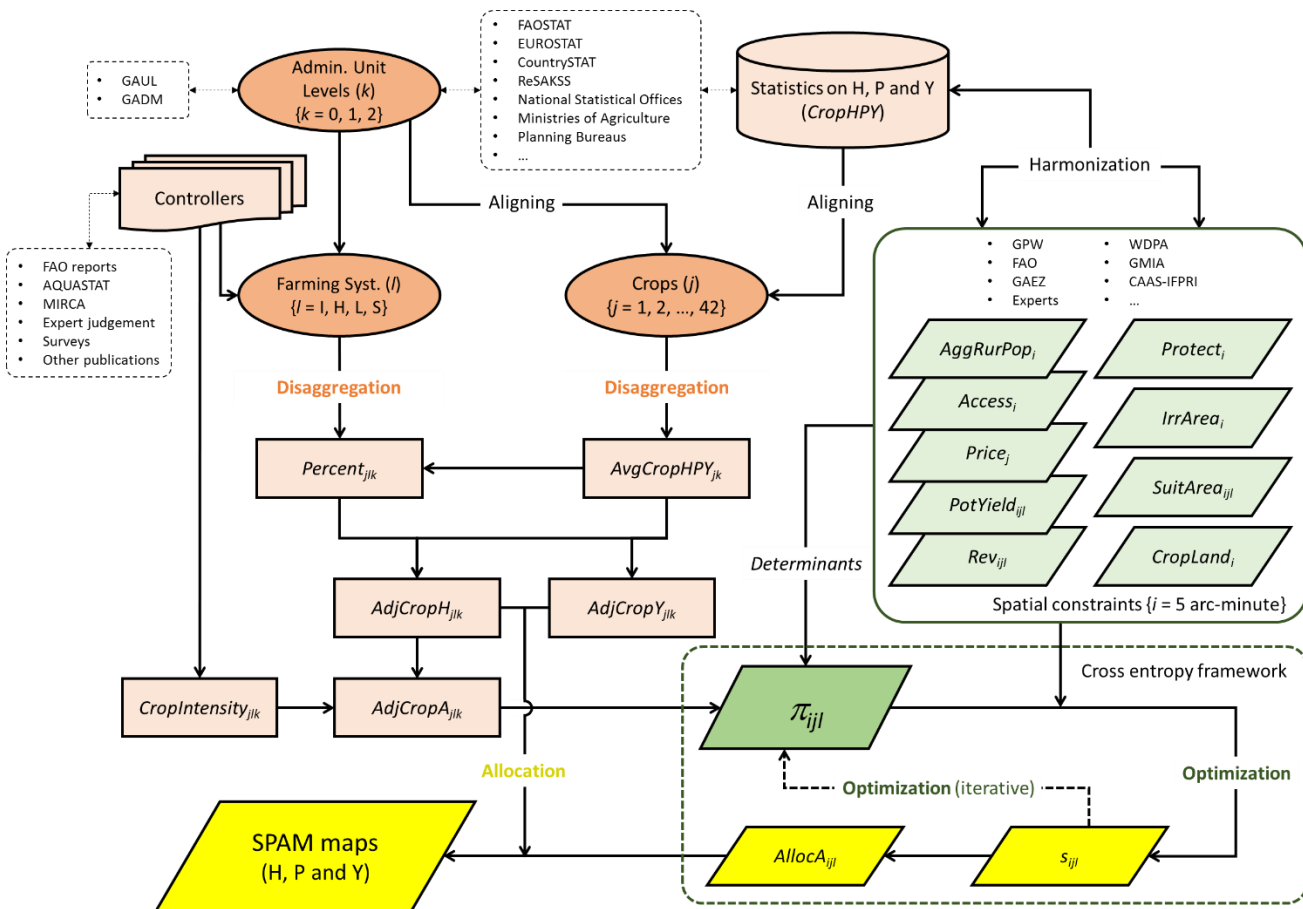 • GAUL
• GADM
Admin. Unit
Levels (k)
{k = 0, 1, 2}
• FAOSTAT
• EUROSTAT
• CountrySTAT
• ReSAKSS
• National Statistical Offices
• Ministries of Agriculture
• Planning Bureaus
• ...
Statistics on H, P and Y
(CropHPY)
Harmonization
Controllers
Aligning
Aligning
• FAO reports
• AQUASTAT
• MIRCA
• Expert judgement
• Surveys
• Other publications
Farming Syst. (l)
{l = I, H, L, S}
Crops (j)
{j = 1, 2, ..., 42}
• GPW
• FAO
• GAEZ
• Experts
• WDPA
• GMIA
• CAAS-IFPRI
• ...
AggRurPop_i
Access_i
Price_j
PotYield_ijl
Rev_ijl
Protect_i
IrrArea_i
SuitArea_ijl
CropLand_i
Spatial constraints {i = 5 arc-minute}
Disaggregation
Disaggregation
Percent_jlk
AvgCropHPY_jk
Determinants
AdjCropH_jlk
AdjCropY_jlk
Cross entropy framework
CropIntensity_jlk
AdjCropA_jlk
π_ijl
Allocation
Optimization (iterative)
Optimization
SPAM maps
(H, P and Y)
AllocA_ijl
s_ijl